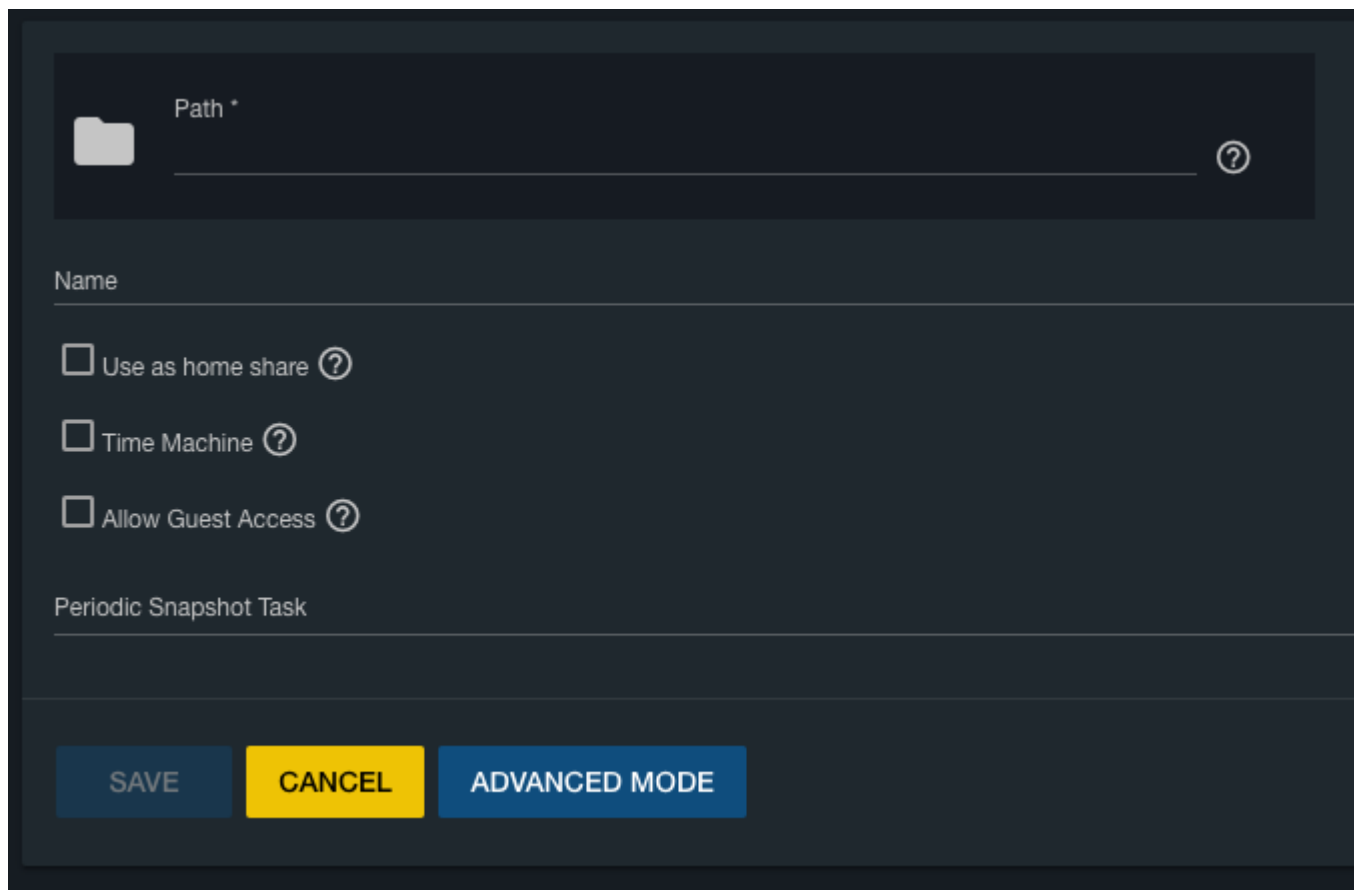 Path *
Name
Use as home share
Time Machine
Allow Guest Access
Periodic Snapshot Task
SAVE CANCEL ADVANCED MODE